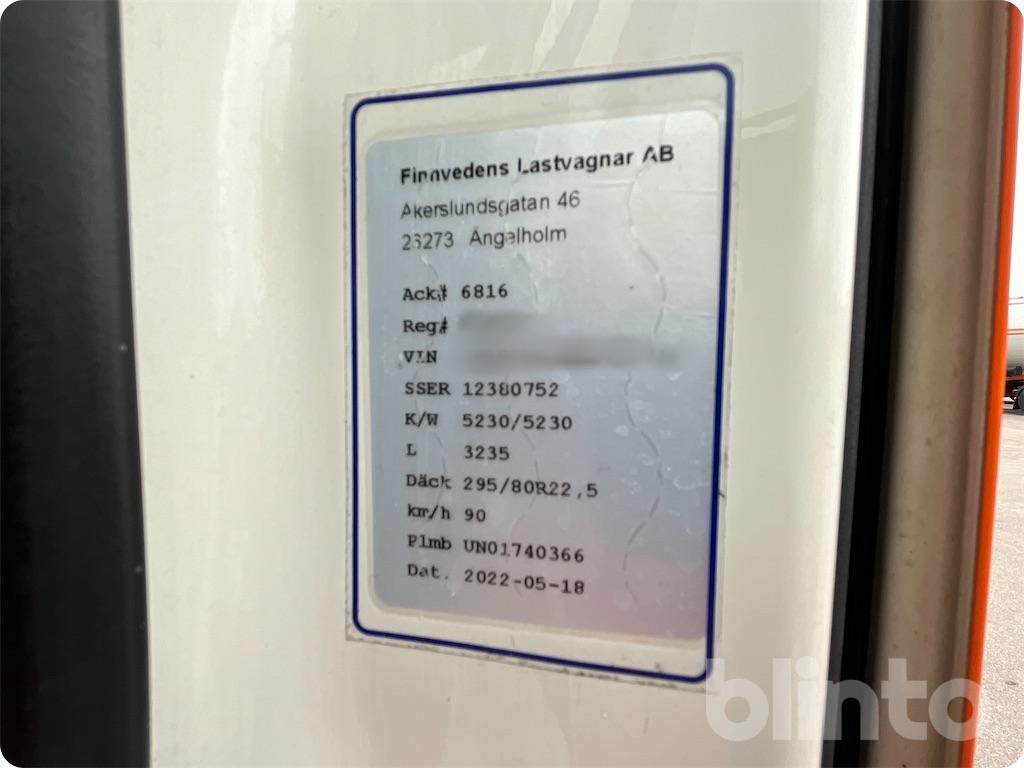 Finnvedens Lastvagnar AB
Åkerslundsgatan 46
26273 Ängelholm
Ack# 6816
Reg#
VIN
SSER 12380752
K/W 5230/5230
L 3235
Däck 295/80R22,5
km/h 90
Plmb UN01740366
Dat. 2022-05-18
blinto